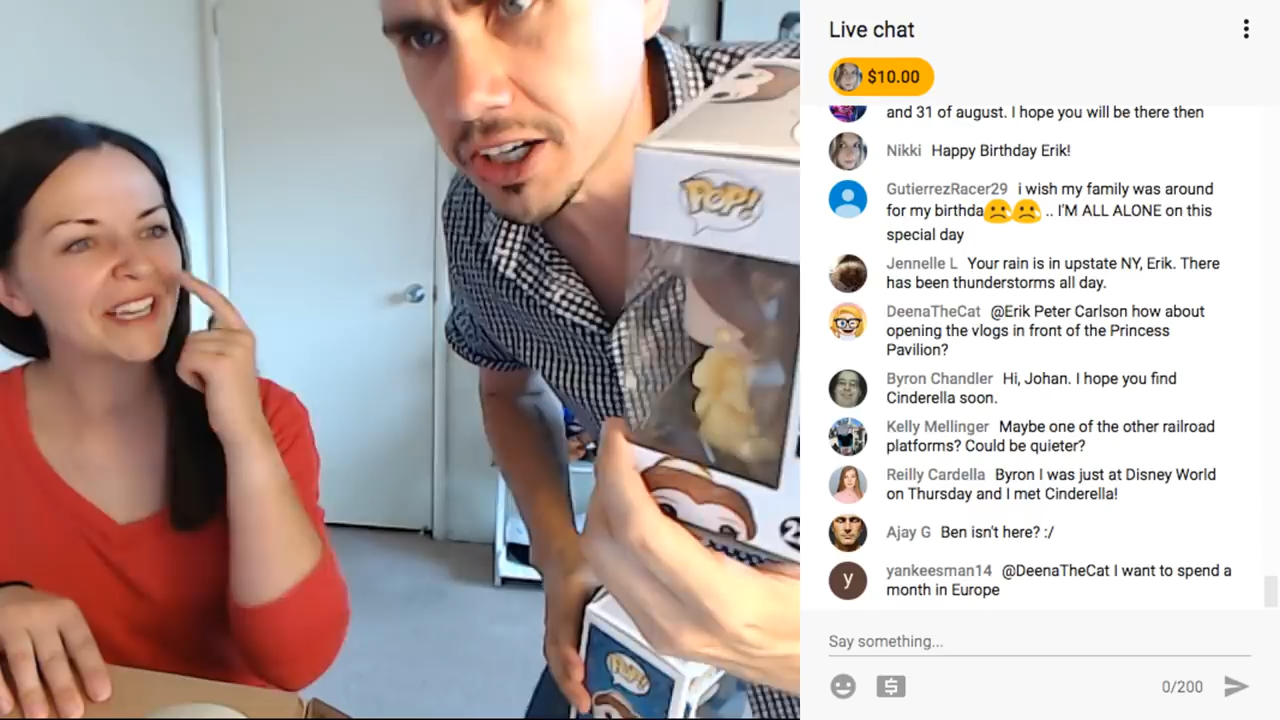 POP!
POP!
2
Live chat
$10.00
and 31 of august. I hope you will be there then
Nikki Happy Birthday Erik!
GutierrezRacer29 i wish my family was around
for my birthda☹️☹️ .. I'M ALL ALONE on this
special day
Jennelle L Your rain is in upstate NY, Erik. There
has been thunderstorms all day.
DeenaTheCat @Erik Peter Carlson how about
opening the vlogs in front of the Princess
Pavilion?
Byron Chandler Hi, Johan. I hope you find
Cinderella soon.
Kelly Mellinger Maybe one of the other railroad
platforms? Could be quieter?
Reilly Cardella Byron I was just at Disney World
on Thursday and I met Cinderella!
Ajay G Ben isn't here? :/
y
yankeesman14 @DeenaTheCat I want to spend a
month in Europe
Say something...
$
0/200